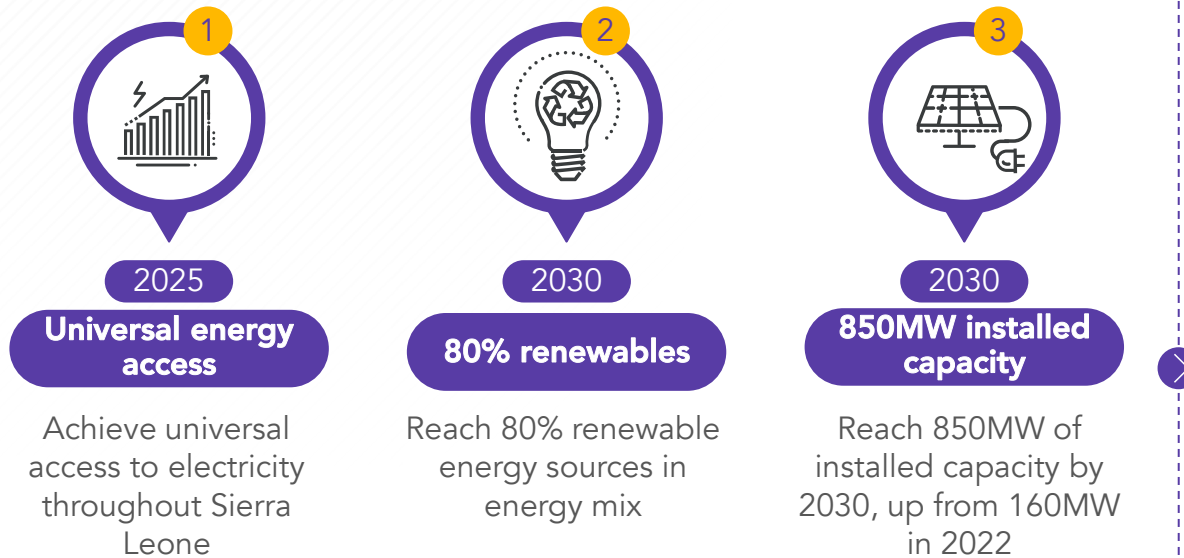 1
2025
Universal energy
access
Achieve universal
access to electricity
throughout Sierra
Leone
2
2030
80% renewables
Reach 80% renewable
energy sources in
energy mix
3
2030
850MW installed
capacity
Reach 850MW of
installed capacity by
2030, up from 160MW
in 2022